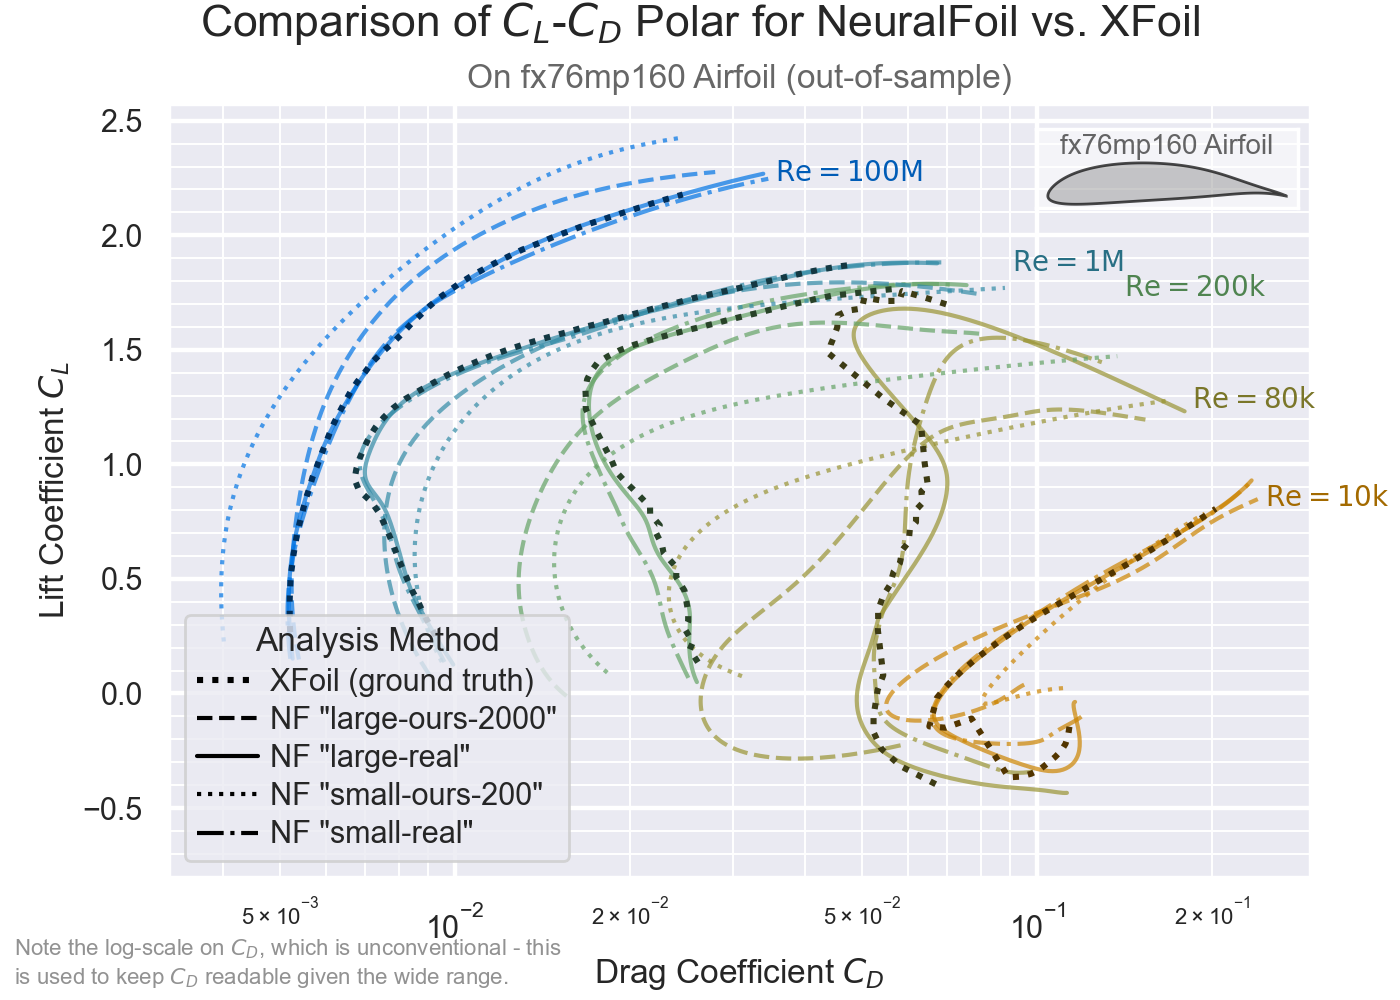 Comparison of C_L-C_D Polar for NeuralFoil vs. XFoil
On fx76mp160 Airfoil (out-of-sample)
fx76mp160 Airfoil
Re = 100M
Re = 1M
Re = 200k
Re = 80k
Re = 10k
Lift Coefficient C_L
2.5
2.0
1.5
1.0
0.5
0.0
−0.5
Analysis Method
XFoil (ground truth)
NF "large-ours-2000"
NF "large-real"
NF "small-ours-200"
NF "small-real"
5 × 10⁻³
10⁻²
2 × 10⁻²
5 × 10⁻²
10⁻¹
2 × 10⁻¹
Drag Coefficient C_D
Note the log-scale on C_D, which is unconventional - this
is used to keep C_D readable given the wide range.